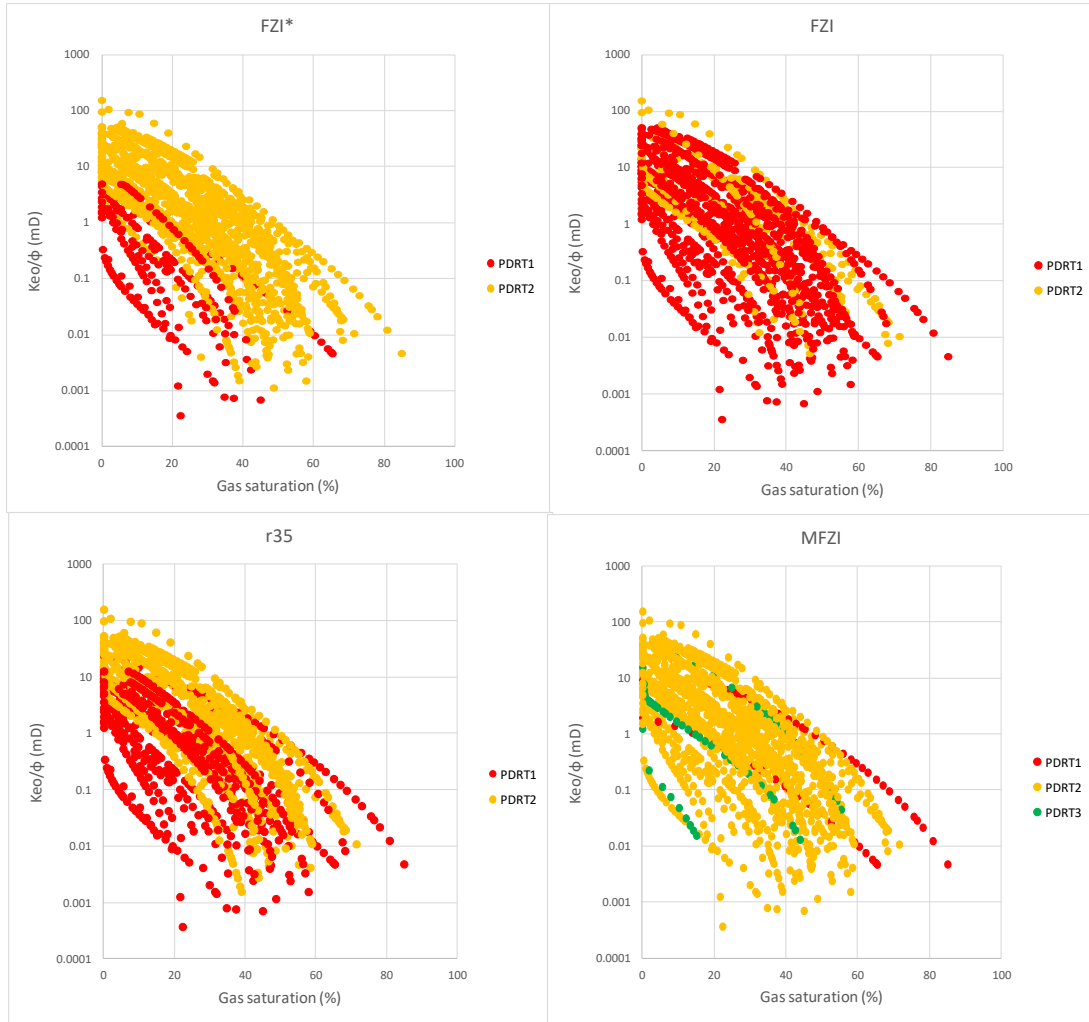 FZI*
1000
100
10
1
0.1
0.01
0.001
0.0001
Keo/ϕ (mD)
0 20 40 60 80 100
Gas saturation (%)
PDRT1
PDRT2
FZI
1000
100
10
1
0.1
0.01
0.001
0.0001
Keo/ϕ (mD)
0 20 40 60 80 100
Gas saturation (%)
PDRT1
PDRT2
r35
1000
100
10
1
0.1
0.01
0.001
0.0001
Keo/ϕ (mD)
0 20 40 60 80 100
Gas saturation (%)
PDRT1
PDRT2
MFZI
1000
100
10
1
0.1
0.01
0.001
0.0001
Keo/ϕ (mD)
0 20 40 60 80 100
Gas saturation (%)
PDRT1
PDRT2
PDRT3